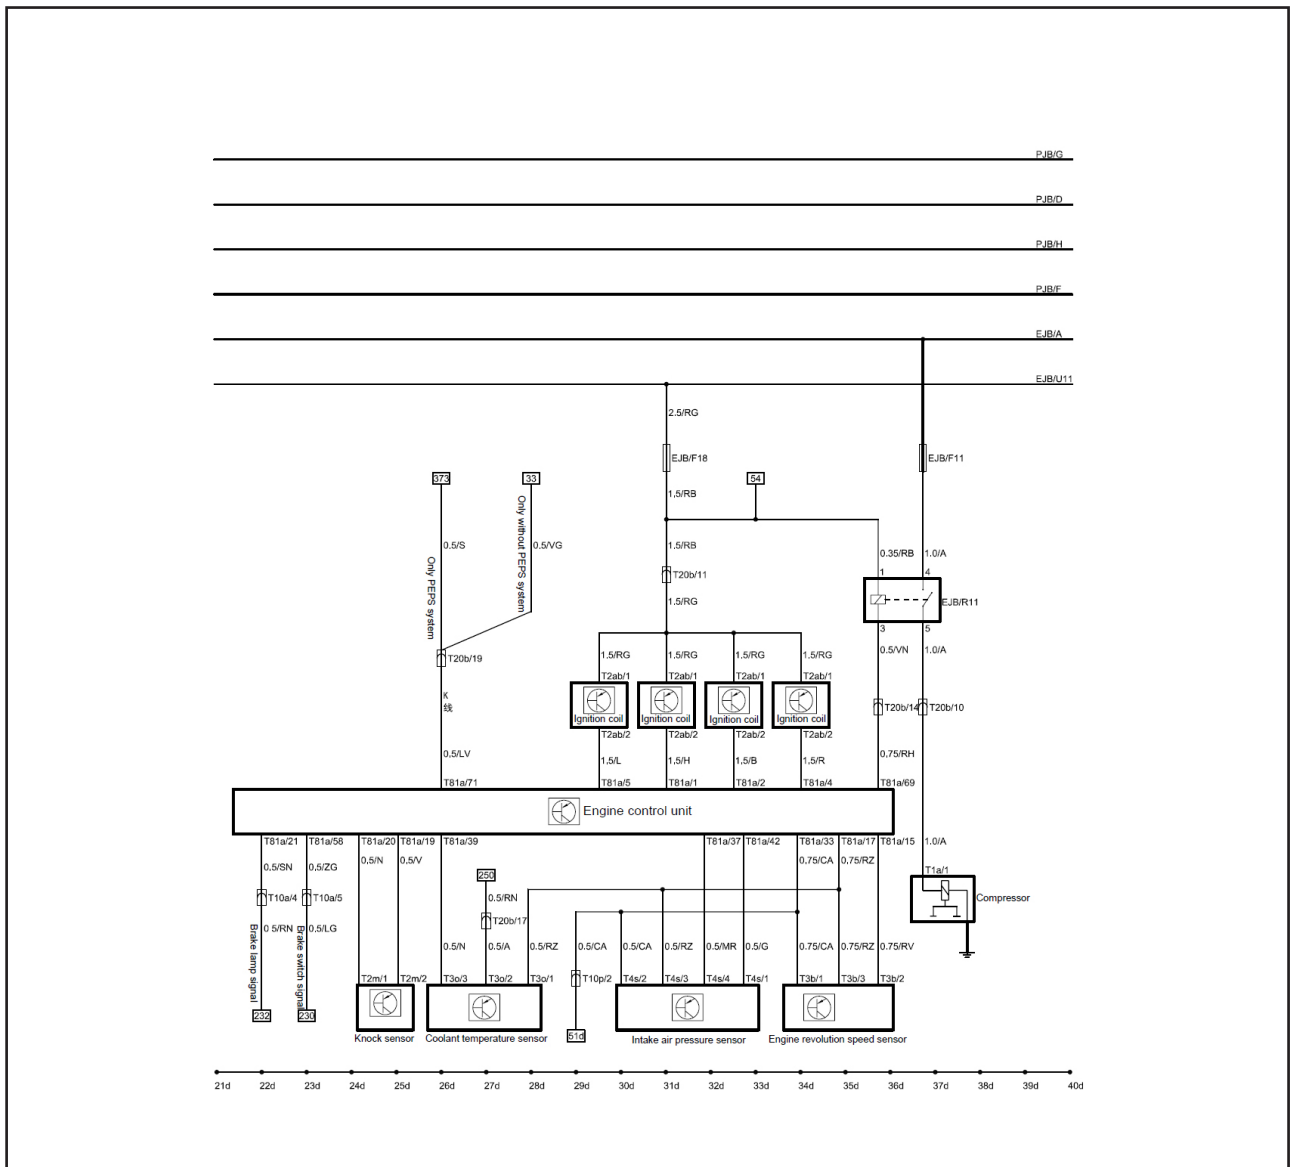 PJB/G
PJB/D
PJB/H
PJB/F
EJB/A
EJB/U11
2.5/RG
EJB/F18
EJB/F11
373
33
54
1,5/RB
Only without PEPS system
0.5/S
0.5/VG
1.5/RB
0.35/RB
1.0/A
Only PEPS system
T20b/11
1
4
1.5/RG
EJB/R11
3
5
T20b/19
1.5/RG
1.5/RG
1.5/RG
1.5/RG
0.5/VN
1.0/A
T2ab/1
T2ab/1
T2ab/1
T2ab/1
K
线
T20b/14
T20b/10
Ignition coil
Ignition coil
Ignition coil
Ignition coil
T2ab/2
T2ab/2
T2ab/2
T2ab/2
0,5/LV
1,5/L
1,5/H
1,5/B
1,5/R
0,75/RH
T81a/71
T81a/5
T81a/1
T81a/2
T81a/4
T81a/69
Engine control unit
T81a/21
T81a/58
T81a/20
T81a/19
T81a/39
T81a/37
T81a/42
T81a/33
T81a/17
T81a/15
1.0/A
0.5/SN
0.5/ZG
0,5/N
0.5/V
0,75/CA
0,75/RZ
250
T1a/1
T10a/4
T10a/5
0.5/RN
Compressor
T20b/17
Brake lamp signal
0 5/RN
Brake switch signal
0.5/LG
0.5/N
0.5/A
0.5/RZ
0.5/CA
0.5/CA
0.5/RZ
0.5/MR
0.5/G
0.75/CA
0.75/RZ
0.75/RV
T2m/1
T2m/2
T3o/3
T3o/2
T3o/1
T10p/2
T4s/2
T4s/3
T4s/4
T4s/1
T3b/1
T3b/3
T3b/2
232
230
51d
Knock sensor
Coolant temperature sensor
Intake air pressure sensor
Engine revolution speed sensor
21d
22d
23d
24d
25d
26d
27d
28d
29d
30d
31d
32d
33d
34d
35d
36d
37d
38d
39d
40d